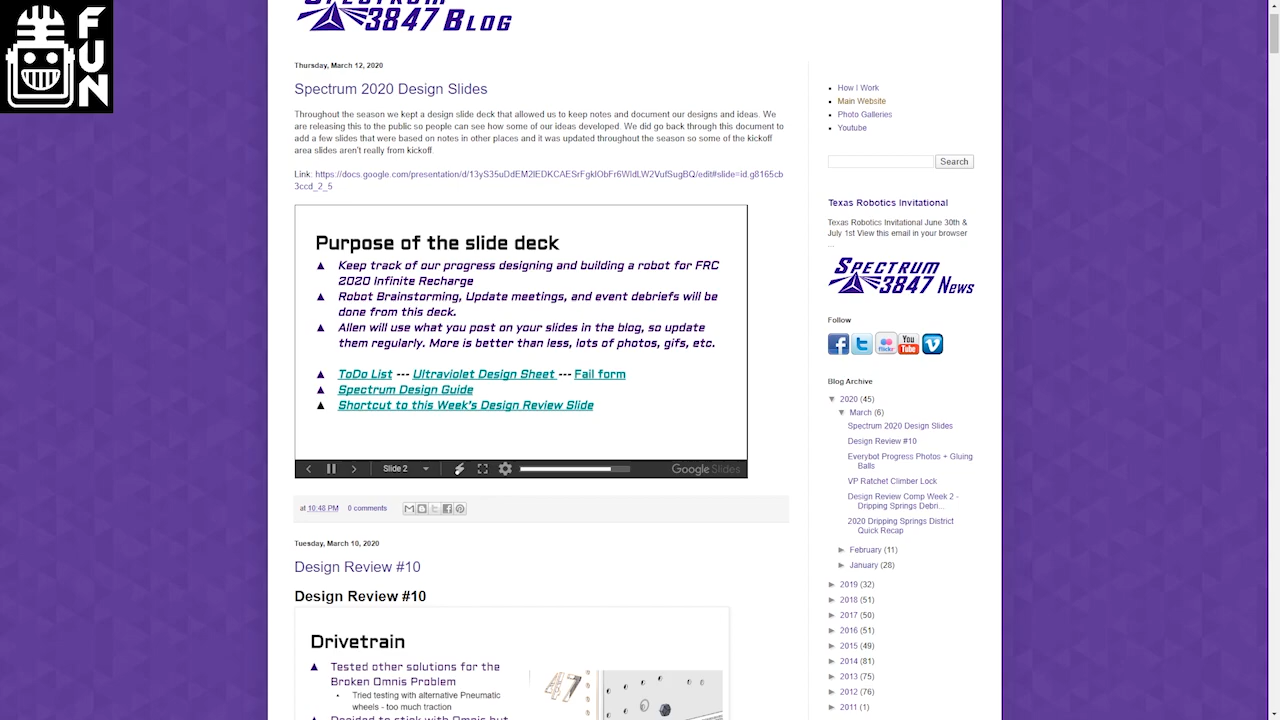 FUN
SPECTRUM
3847 BLOG
Thursday, March 12, 2020
Spectrum 2020 Design Slides
Throughout the season we kept a design slide deck that allowed us to keep notes and document our designs and ideas. We
are releasing this to the public so people can see how some of our ideas developed. We did go back through this document to
add a few slides that were based on notes in other places and it was updated throughout the season so some of the kickoff
area slides aren't really from kickoff.
Link: https://docs.google.com/presentation/d/13yS35uDdEM2lEDKCAESrFgklObFr6WldLW2VufSugBQ/edit#slide=id.g8165cb
3ccd_2_5
Purpose of the slide deck
Keep track of our progress designing and building a robot for FRC
2020 Infinite Recharge
Robot Brainstorming, Update meetings, and event debriefs will be
done from this deck.
Allen will use what you post on your slides in the blog, so update
them regularly. More is better than less, lots of photos, gifs, etc.
ToDo List --- Ultraviolet Design Sheet --- Fail form
Spectrum Design Guide
Shortcut to this Week's Design Review Slide
Slide 2
Google Slides
at 10:48 PM 0 comments
Tuesday, March 10, 2020
Design Review #10
Design Review #10
Drivetrain
Tested other solutions for the
Broken Omnis Problem
Tried testing with alternative Pneumatic
wheels - too much traction
Decided to stick with Omnis but
How I Work
Main Website
Photo Galleries
Youtube
Search
Texas Robotics Invitational
Texas Robotics Invitational June 30th &
July 1st View this email in your browser
...
SPECTRUM
3847 NEWS
Follow
flickr
You
Tube
Blog Archive
▼ 2020 (45)
▼ March (6)
Spectrum 2020 Design Slides
Design Review #10
Everybot Progress Photos + Gluing
Balls
VP Ratchet Climber Lock
Design Review Comp Week 2 -
Dripping Springs Debri...
2020 Dripping Springs District
Quick Recap
► February (11)
► January (28)
► 2019 (32)
► 2018 (51)
► 2017 (50)
► 2016 (51)
► 2015 (49)
► 2014 (81)
► 2013 (75)
► 2012 (76)
► 2011 (1)